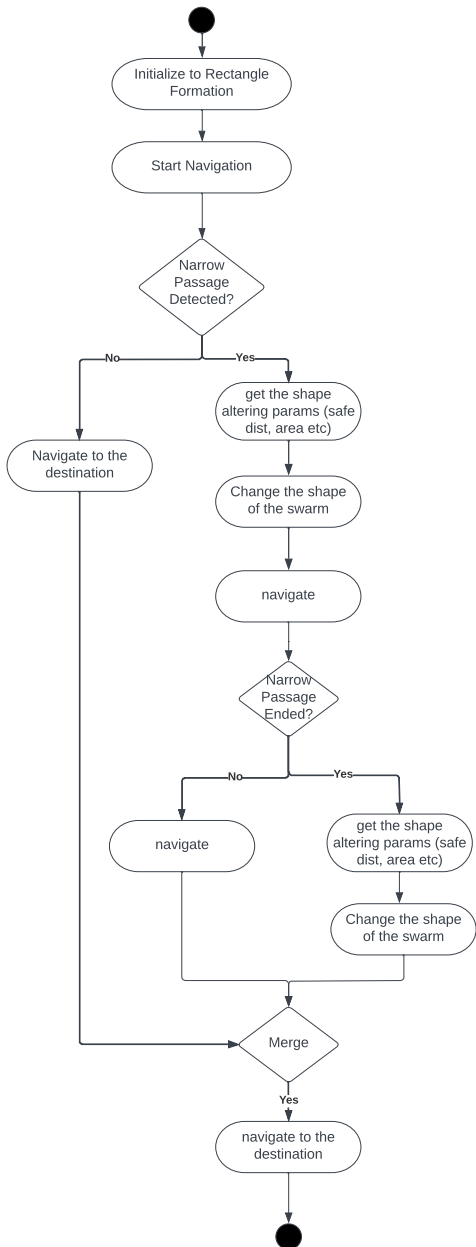 Initialize to Rectangle
Formation
Start Navigation
Narrow
Passage
Detected?
No
Yes
get the shape
altering params (safe
dist, area etc)
Navigate to the
destination
Change the shape
of the swarm
navigate
Narrow
Passage
Ended?
No
Yes
navigate
get the shape
altering params (safe
dist, area etc)
Change the shape
of the swarm
Merge
Yes
navigate to the
destination